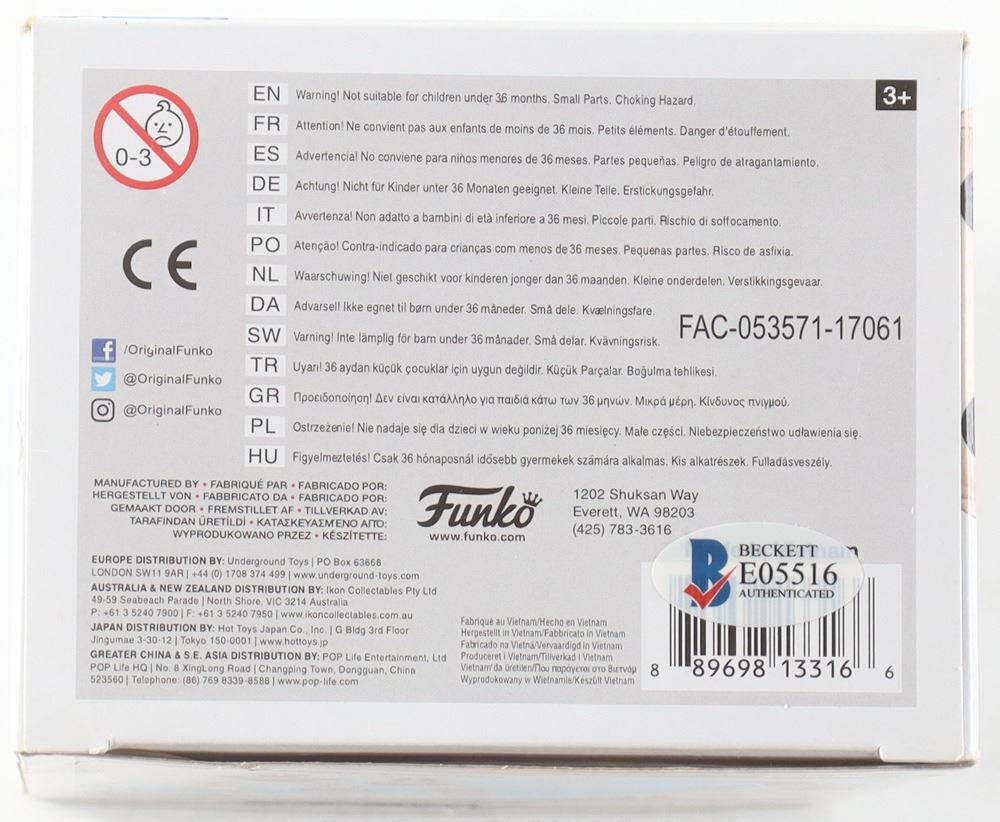 0-3
EN Warning! Not suitable for children under 36 months. Small Parts. Choking Hazard.
3+
FR Attention! Ne convient pas aux enfants de moins de 36 mois. Petits éléments. Danger d'étouffement.
ES Advertencia! No conviene para niños menores de 36 meses. Partes pequeñas. Peligro de atragantamiento.
DE Achtung! Nicht für Kinder unter 36 Monaten geeignet. Kleine Teile. Erstickungsgefahr.
IT Avvertenza! Non adatto a bambini di età inferiore a 36 mesi. Piccole parti. Rischio di soffocamento.
PO Atenção! Contra-indicado para crianças com menos de 36 meses. Pequenas partes. Risco de asfixia.
NL Waarschuwing! Niet geschikt voor kinderen jonger dan 36 maanden. Kleine onderdelen. Verstikkingsgevaar.
DA Advarsel! Ikke egnet til børn under 36 måneder. Små dele. Kvælningsfare.
SW Varning! Inte lämplig för barn under 36 månader. Små delar. Kvävningsrisk.
TR Uyarı! 36 aydan küçük çocuklar için uygun değildir. Küçük Parçalar. Boğulma tehlikesi.
GR Προειδοποίηση! Δεν είναι κατάλληλο για παιδιά κάτω των 36 μηνών. Μικρά μέρη. Κίνδυνος πνιγμού.
PL Ostrzeżenie! Nie nadaje się dla dzieci w wieku poniżej 36 miesięcy. Małe części. Niebezpieczeństwo udławienia się.
HU Figyelmeztetés! Csak 36 hónaposnál idősebb gyermekek számára alkalmas. Kis alkatrészek. Fulladásveszély.
FAC-053571-17061
CE
/OriginalFunko
@OriginalFunko
@OriginalFunko
MANUFACTURED BY • FABRIQUÉ PAR • FABRICADO POR:
HERGESTELLT VON • FABBRICATO DA • FABRICADO POR:
GEMAAKT DOOR • FREMSTILLET AF • TILLVERKAD AV:
TARAFINDAN ÜRETİLDİ • ΚΑΤΑΣΚΕΥΑΣΜΕΝΟ ΑΠΟ:
WYPRODUKOWANO PRZEZ • KÉSZÍTETTE:
Funko
www.funko.com
1202 Shuksan Way
Everett, WA 98203
(425) 783-3616
EUROPE DISTRIBUTION BY: Underground Toys | PO Box 63668
LONDON SW11 9AR | +44 (0) 1708 374 499 | www.underground-toys.com
AUSTRALIA & NEW ZEALAND DISTRIBUTION BY: Ikon Collectables Pty Ltd
49-59 Seabeach Parade | North Shore, VIC 3214 Australia
P: +61 3 5240 7900 | F: +61 3 5240 7950 | www.ikoncollectables.com.au
JAPAN DISTRIBUTION BY: Hot Toys Japan Co., Inc. | G Bldg 3rd Floor
Jingumae 3-30-12 | Tokyo 150-0001 | www.hottoys.jp
GREATER CHINA & S.E. ASIA DISTRIBUTION BY: POP Life Entertainment, Ltd
POP Life HQ | No. 8 XingLong Road | Changping Town, Dongguan, China
523560 | Telephone: (86) 769 8339-8588 | www.pop-life.com
Fabriqué au Vietnam/Hecho en Vietnam
Hergestellt in Vietnam/Fabbricato in Vietnam
Fabricado na Vietnã/Vervaardigd in Vietnam
Produceret i Vietnam/Tillverkad i Vietnam
Vietnam'da üretilen/Που παράγεται στο Βιετνάμ
Wyprodukowany w Wietnamie/Készült Vietnam
B
BECKETT
E05516
AUTHENTICATED
8 89698 13316 6